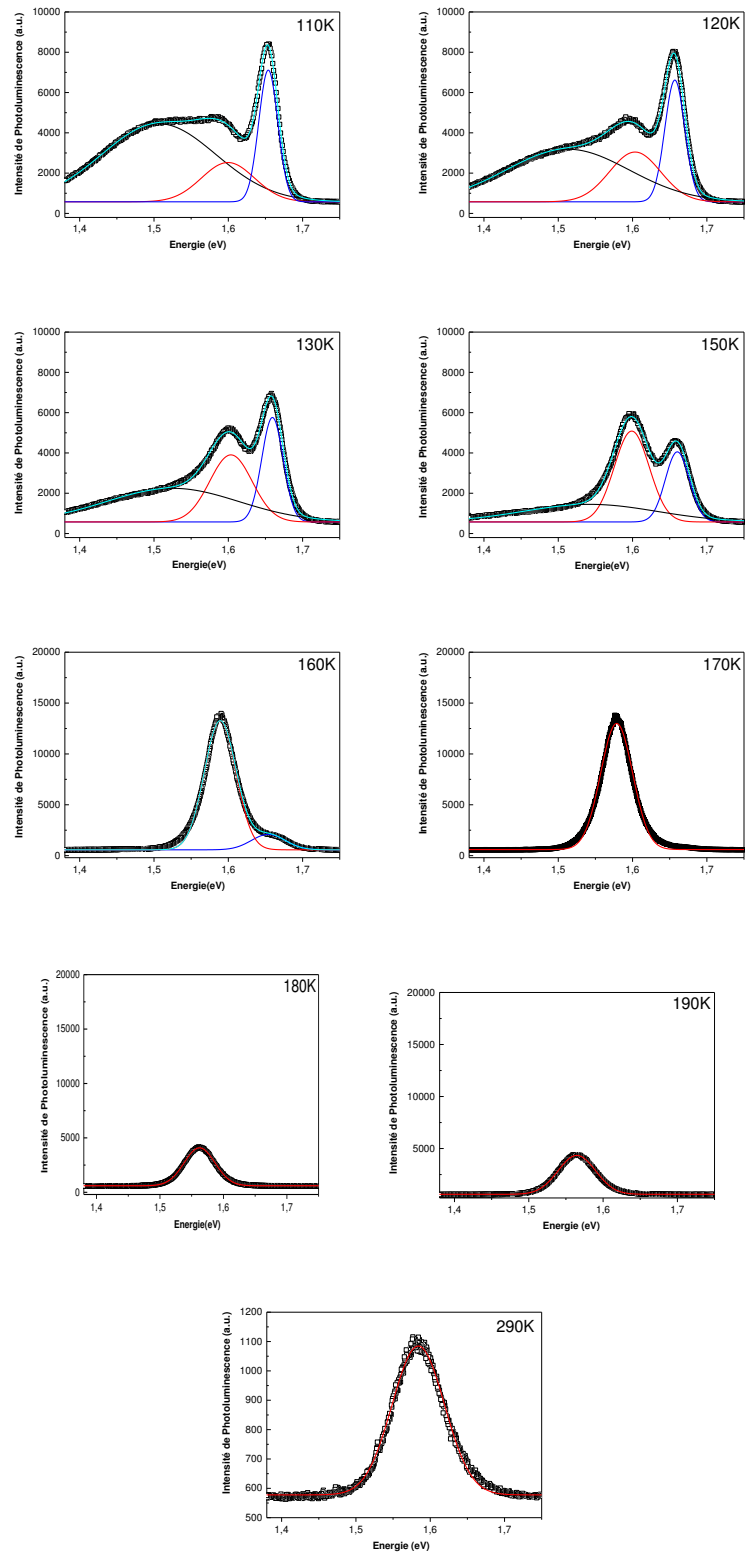 110K
Intensité de Photoluminescence (a.u.)
10000
8000
6000
4000
2000
0
1,4 1,5 1,6 1,7
Energie (eV)
120K
Intensité de Photoluminescence (a.u.)
10000
8000
6000
4000
2000
0
1,4 1,5 1,6 1,7
Energie (eV)
130K
Intensité de Photoluminescence (a.u.)
10000
8000
6000
4000
2000
0
1,4 1,5 1,6 1,7
Energie(eV)
150K
Intensité de Photoluminescence (a.u.)
10000
8000
6000
4000
2000
0
1,4 1,5 1,6 1,7
Energie(eV)
160K
Intensité de Photoluminescence (a.u.)
20000
15000
10000
5000
0
1,4 1,5 1,6 1,7
Energie(eV)
170K
Intensité de Photoluminescence (a.u.)
20000
15000
10000
5000
0
1,4 1,5 1,6 1,7
Energie (eV)
180K
Intensité de Photoluminescence (a.u.)
20000
15000
10000
5000
0
1,4 1,5 1,6 1,7
Energie(eV)
190K
Intensité de Photoluminescence (a.u.)
20000
15000
10000
5000
1,4 1,5 1,6 1,7
Energie (eV)
290K
Intensité de Photoluminescence (a.u.)
1200
1100
1000
900
800
700
600
500
1,4 1,5 1,6 1,7
Energie (eV)